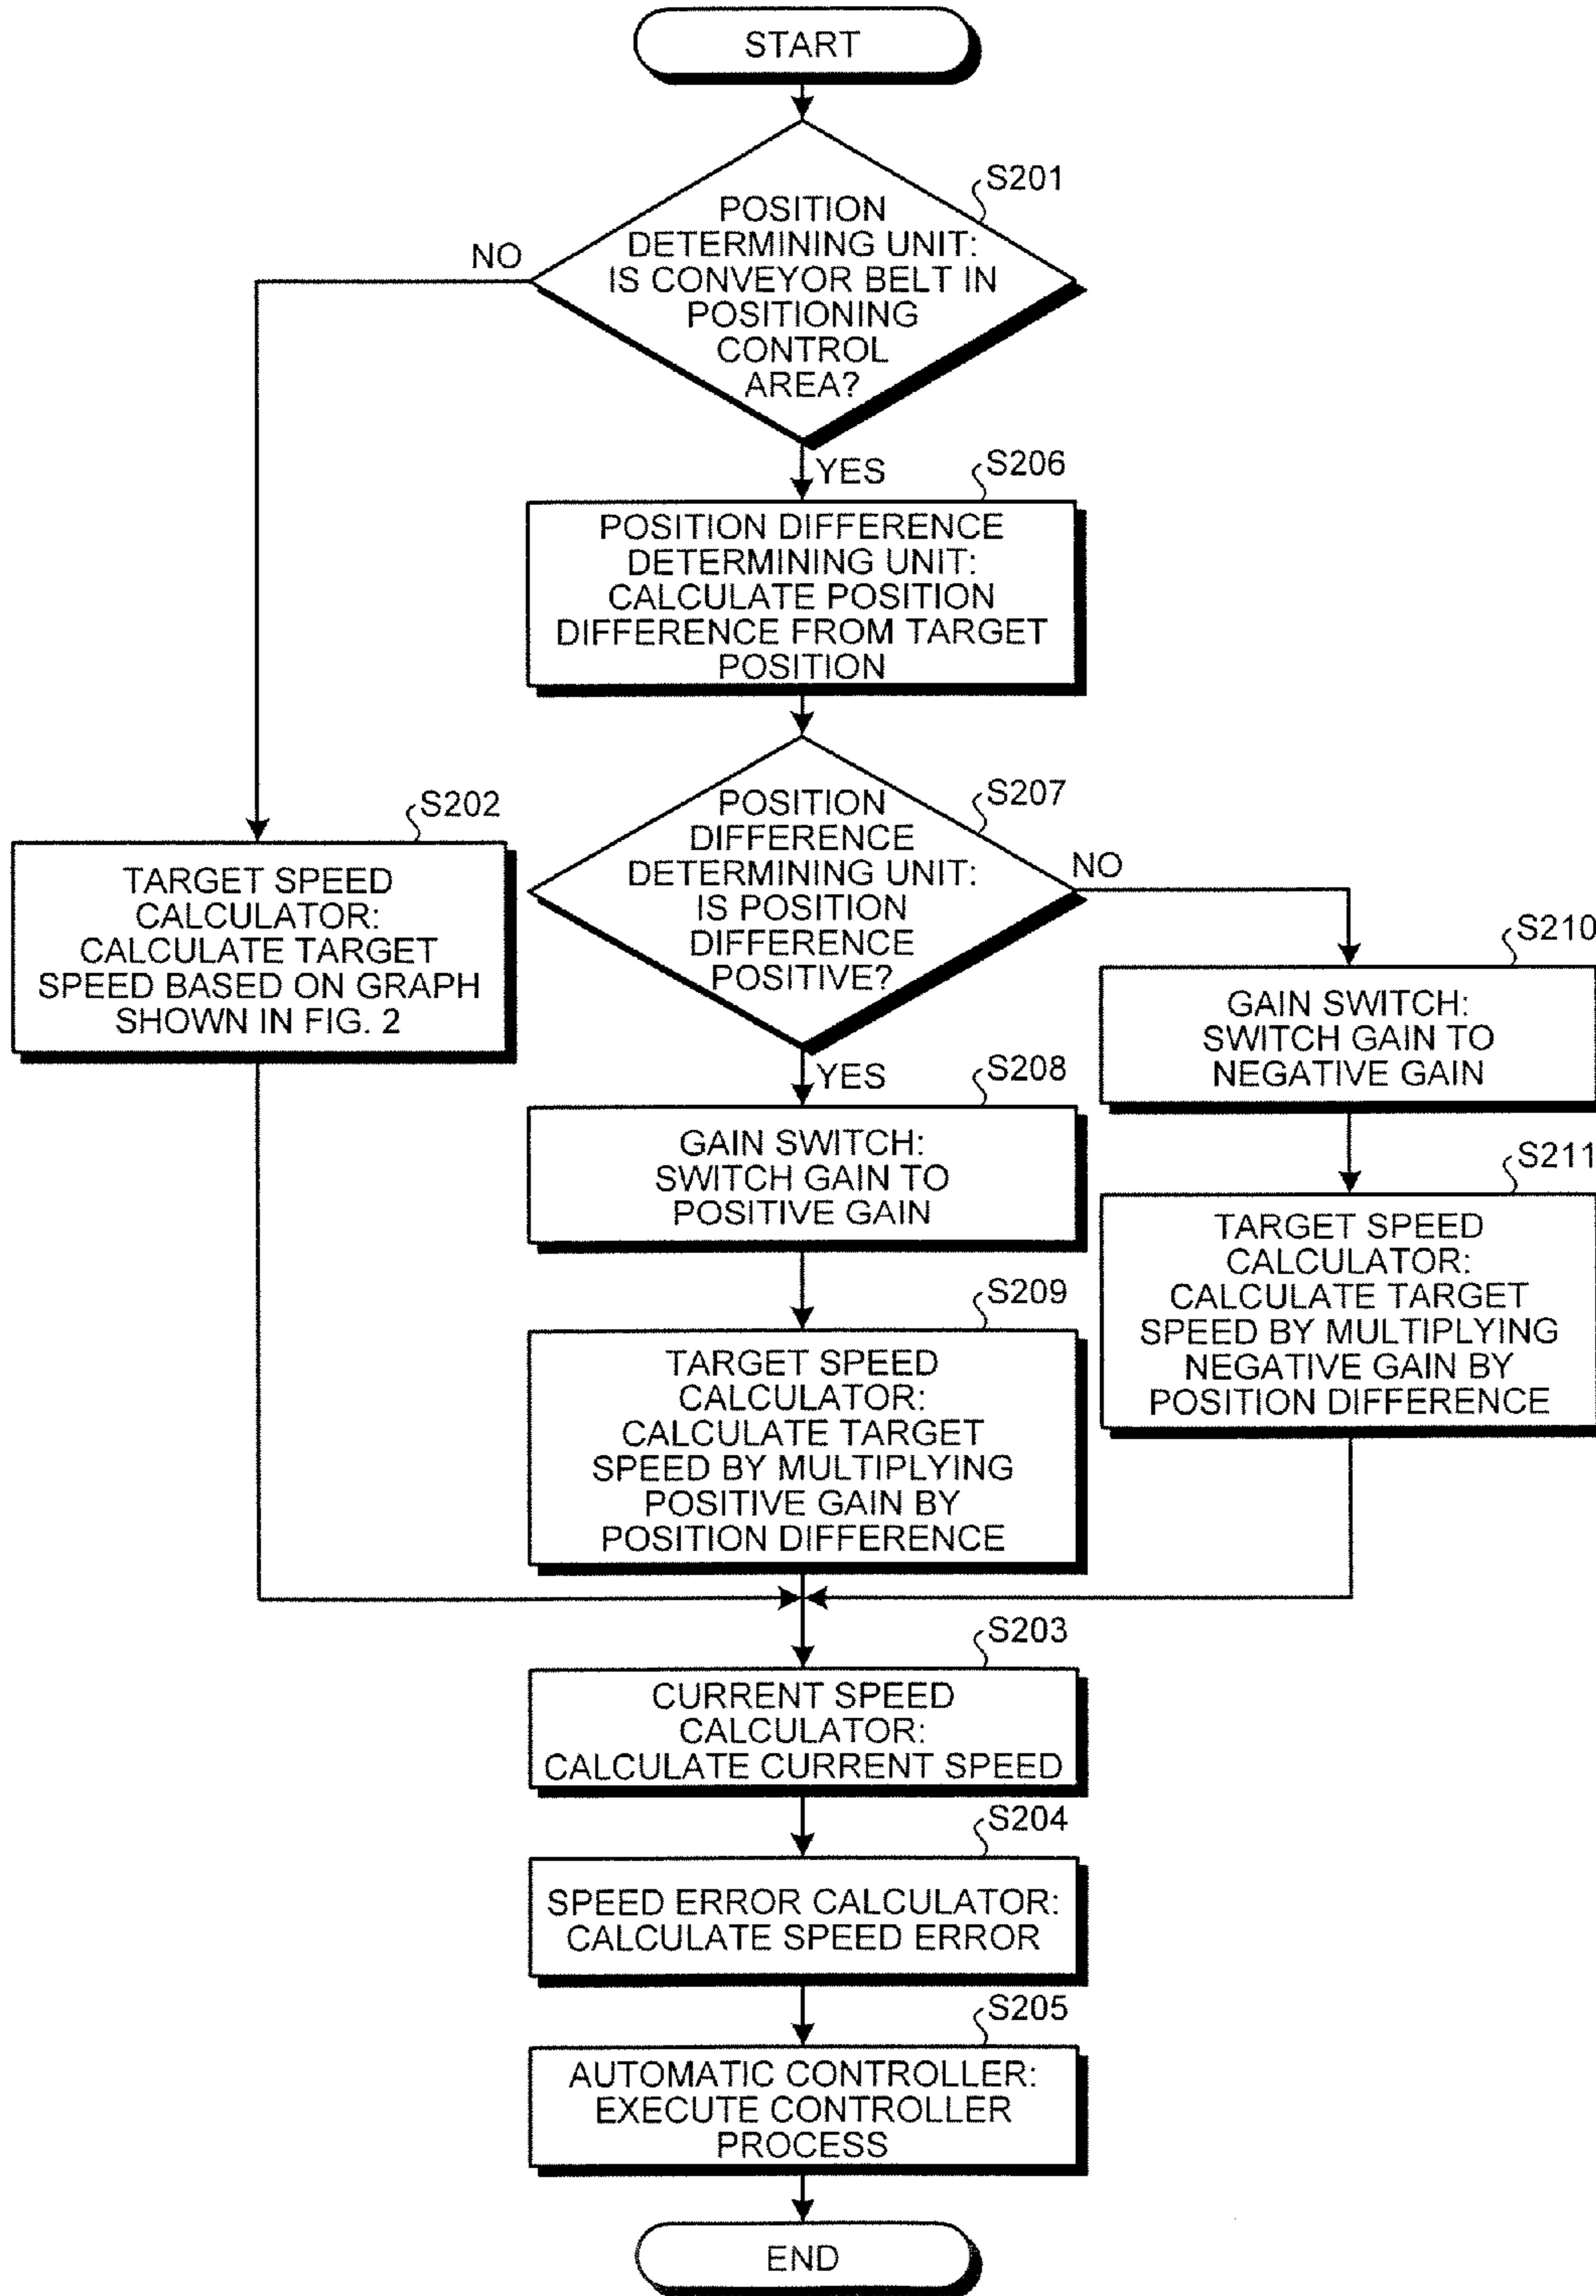 START
S201
POSITION
DETERMINING UNIT:
IS CONVEYOR BELT IN
POSITIONING
CONTROL
AREA?
NO
YES
S206
POSITION DIFFERENCE
DETERMINING UNIT:
CALCULATE POSITION
DIFFERENCE FROM TARGET
POSITION
S207
POSITION
DIFFERENCE
DETERMINING UNIT:
IS POSITION
DIFFERENCE
POSITIVE?
NO
YES
S202
TARGET SPEED
CALCULATOR:
CALCULATE TARGET
SPEED BASED ON GRAPH
SHOWN IN FIG. 2
S210
GAIN SWITCH:
SWITCH GAIN TO
NEGATIVE GAIN
S208
GAIN SWITCH:
SWITCH GAIN TO
POSITIVE GAIN
S211
TARGET SPEED
CALCULATOR:
CALCULATE TARGET
SPEED BY MULTIPLYING
NEGATIVE GAIN BY
POSITION DIFFERENCE
S209
TARGET SPEED
CALCULATOR:
CALCULATE TARGET
SPEED BY MULTIPLYING
POSITIVE GAIN BY
POSITION DIFFERENCE
S203
CURRENT SPEED
CALCULATOR:
CALCULATE CURRENT SPEED
S204
SPEED ERROR CALCULATOR:
CALCULATE SPEED ERROR
S205
AUTOMATIC CONTROLLER:
EXECUTE CONTROLLER
PROCESS
END